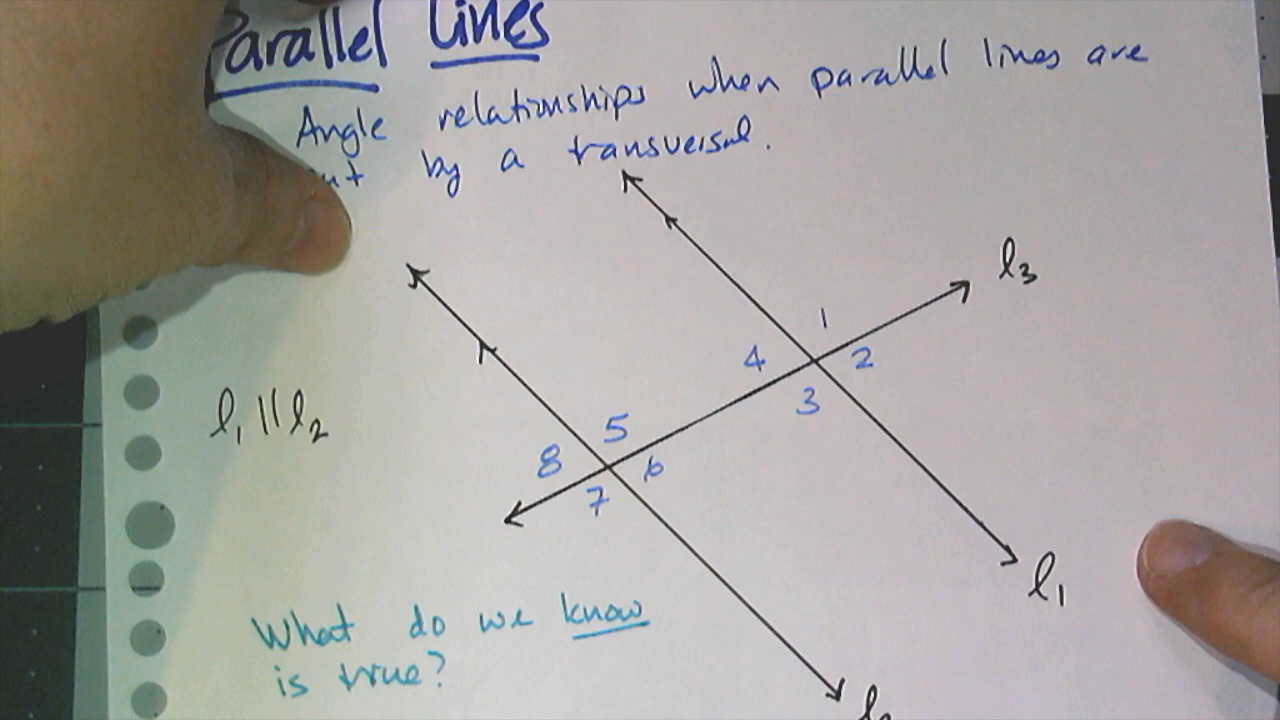 Parallel Lines
Angle relationships when parallel lines are
by a transversal.
l3
1
4 2
3
l1 || l2
5
8 6
7
l1
What do we know
is true?